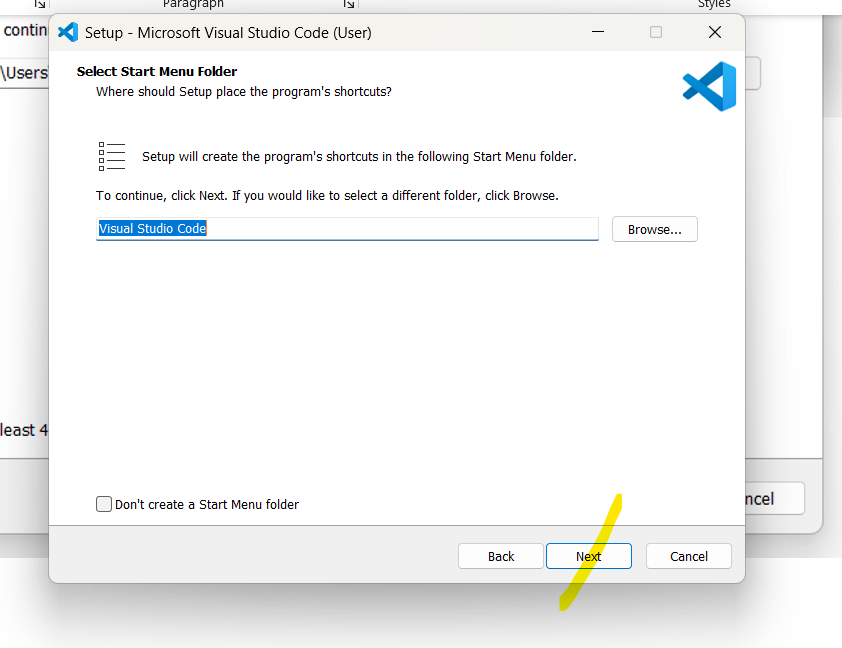 Paragraph
Styles
contin
Setup - Microsoft Visual Studio Code (User)
\Users
Select Start Menu Folder
Where should Setup place the program's shortcuts?
Setup will create the program's shortcuts in the following Start Menu folder.
To continue, click Next. If you would like to select a different folder, click Browse.
Visual Studio Code
Browse...
least 4
Don't create a Start Menu folder
ncel
Back
Next
Cancel